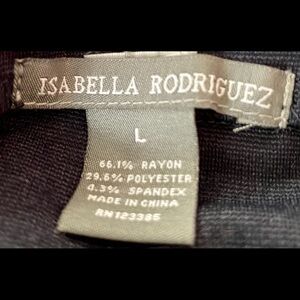 ISABELLA RODRIGUEZ
L
66.1% RAYON
29.6% POLYESTER
4.3% SPANDEX
MADE IN CHINA
RN123385